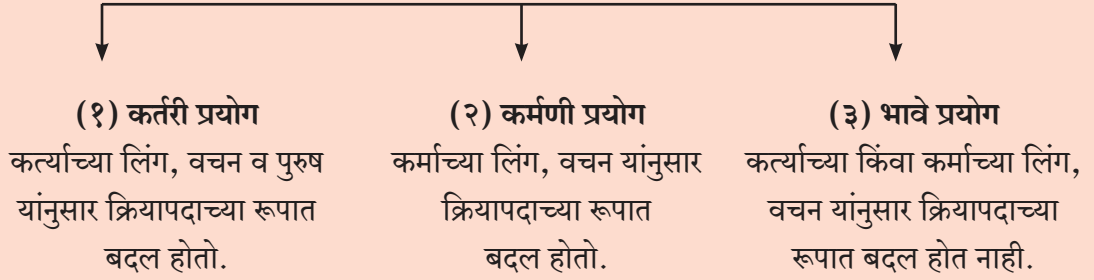 (१) कर्तरी प्रयोग
कर्त्याच्या लिंग, वचन व पुरुष
यांनुसार क्रियापदाच्या रूपात
बदल होतो.
(२) कर्मणी प्रयोग
कर्माच्या लिंग, वचन यांनुसार
क्रियापदाच्या रूपात
बदल होतो.
(३) भावे प्रयोग
कर्त्याच्या किंवा कर्माच्या लिंग,
वचन यांनुसार क्रियापदाच्या
रूपात बदल होत नाही.